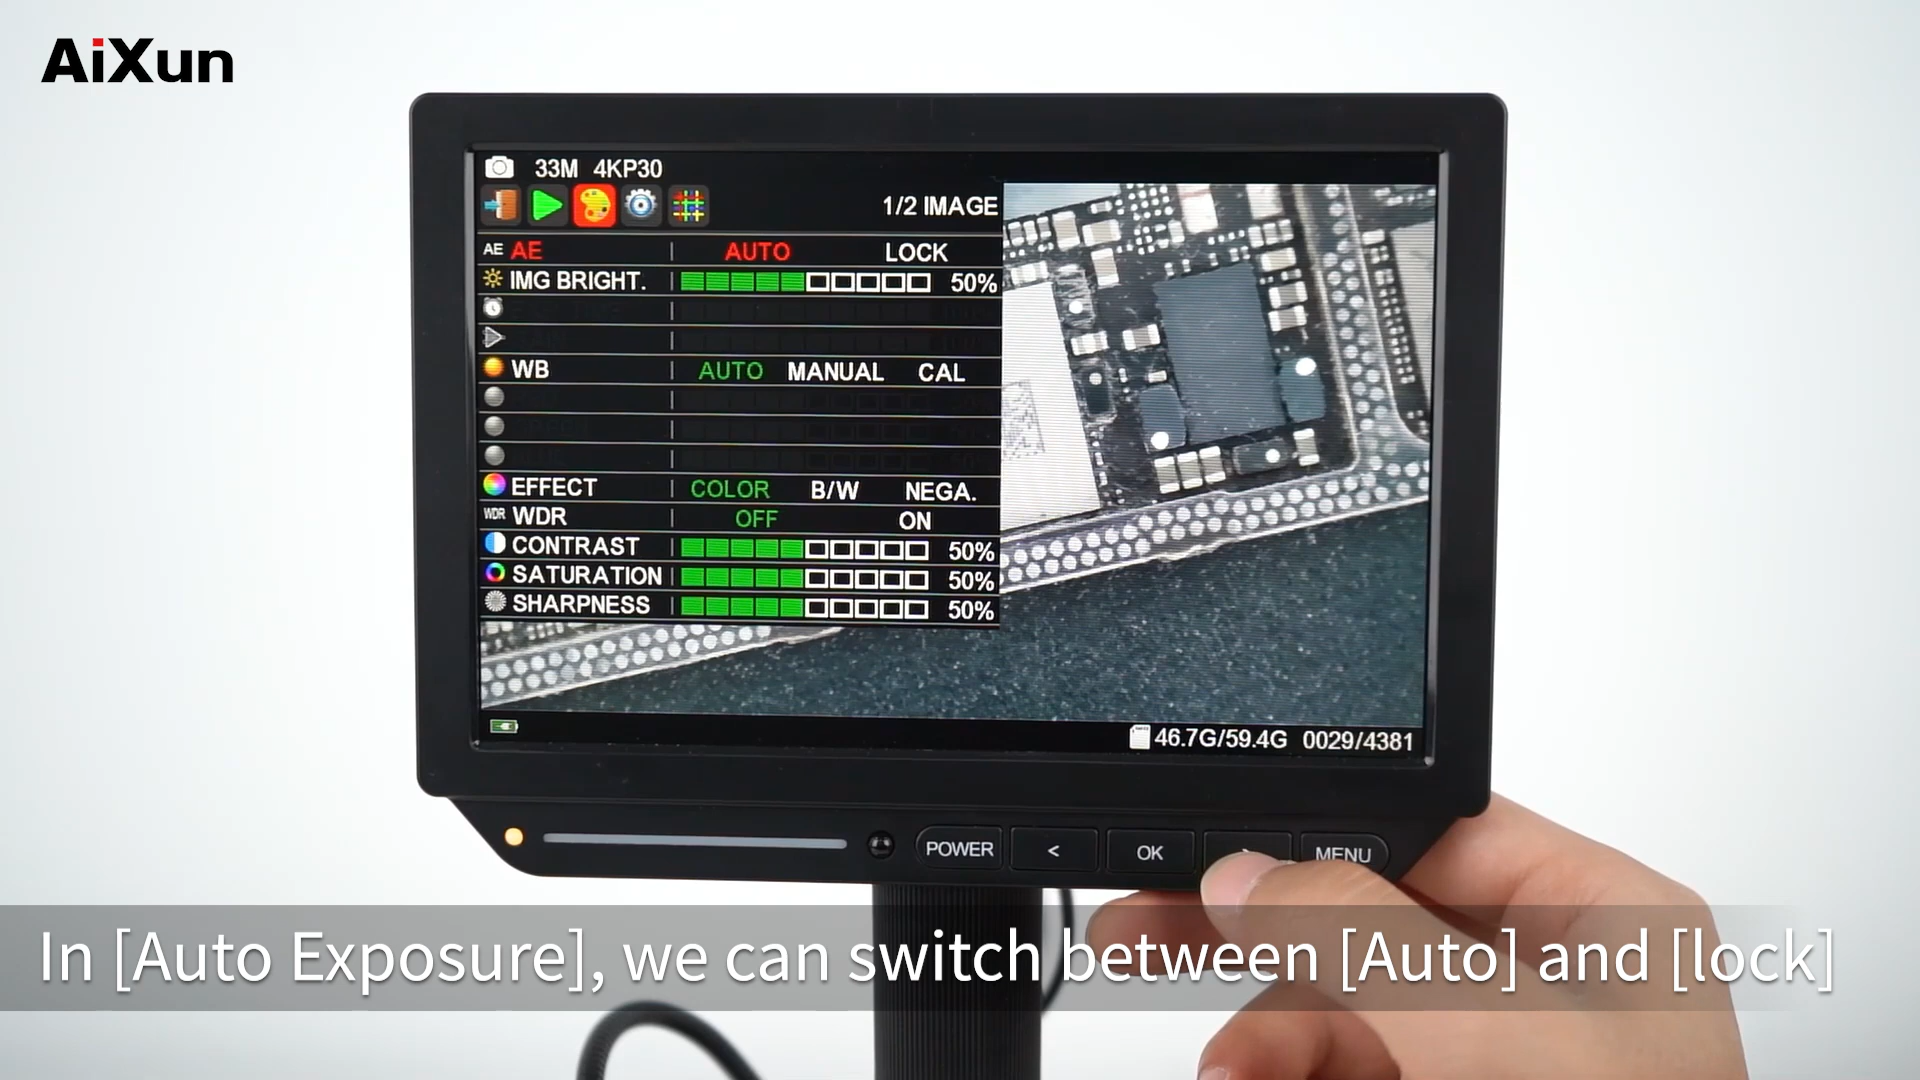 AiXun
33M 4KP30
1/2 IMAGE
AE AE AUTO LOCK
IMG BRIGHT. 50%
WB AUTO MANUAL CAL
EFFECT COLOR B/W NEGA.
WDR WDR OFF ON
CONTRAST 50%
SATURATION 50%
SHARPNESS 50%
46.7G/59.4G 0029/4381
POWER < OK > MENU
In [Auto Exposure], we can switch between [Auto] and [lock]